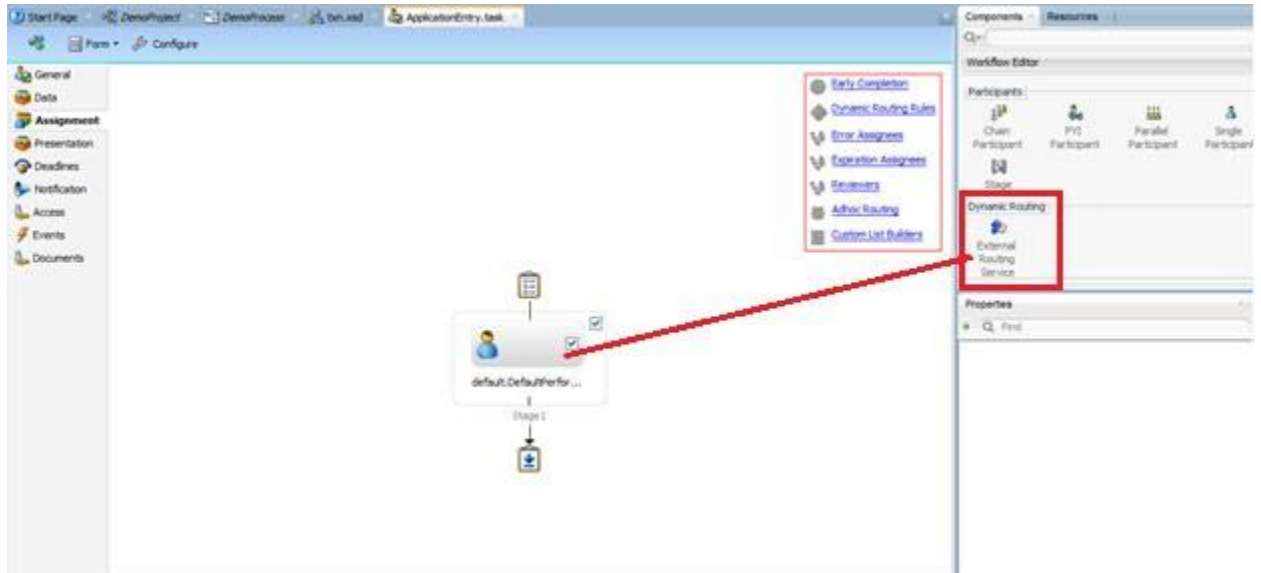 Start Page DemoProject DemoProcess txn.xsd ApplicationEntry.task
Form Configure
General
Data
Assignment
Presentation
Deadlines
Notification
Access
Events
Documents
Early Completion
Dynamic Routing Rules
Error Assignees
Expiration Assignees
Reviewers
Adhoc Routing
Custom List Builders
default.DefaultPerfor...
Stage1
Components Resources
Workflow Editor
Participants
Chain Participant
FYI Participant
Parallel Participant
Single Participant
Stage
Dynamic Routing
External
Routing
Service
Properties
Find